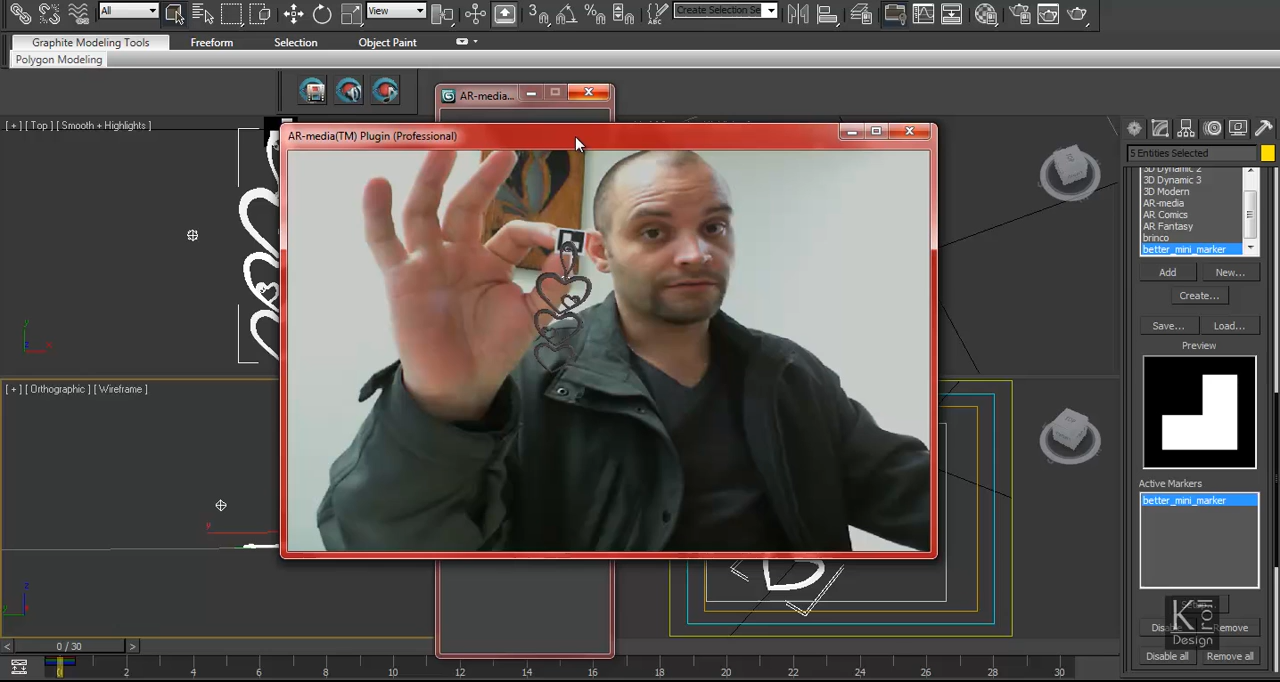 All
View
Create Selection Se
Graphite Modeling Tools
Freeform
Selection
Object Paint
Polygon Modeling
AR-media...
[ + ] [ Top ] [ Smooth + Highlights ]
AR-media(TM) Plugin (Professional)
5 Entities Selected
3D Dynamic 2
3D Dynamic 3
3D Modern
AR-media
AR Comics
AR Fantasy
brinco
better_mini_marker
Add
New...
Create...
Save...
Load...
Preview
[ + ] [ Orthographic ] [ Wireframe ]
Active Markers
better_mini_marker
Remove
Design
Disable all
Remove all
< 0 / 30 >
0 2 4 6 8 10 12 14 16 18 20 22 24 26 28 30